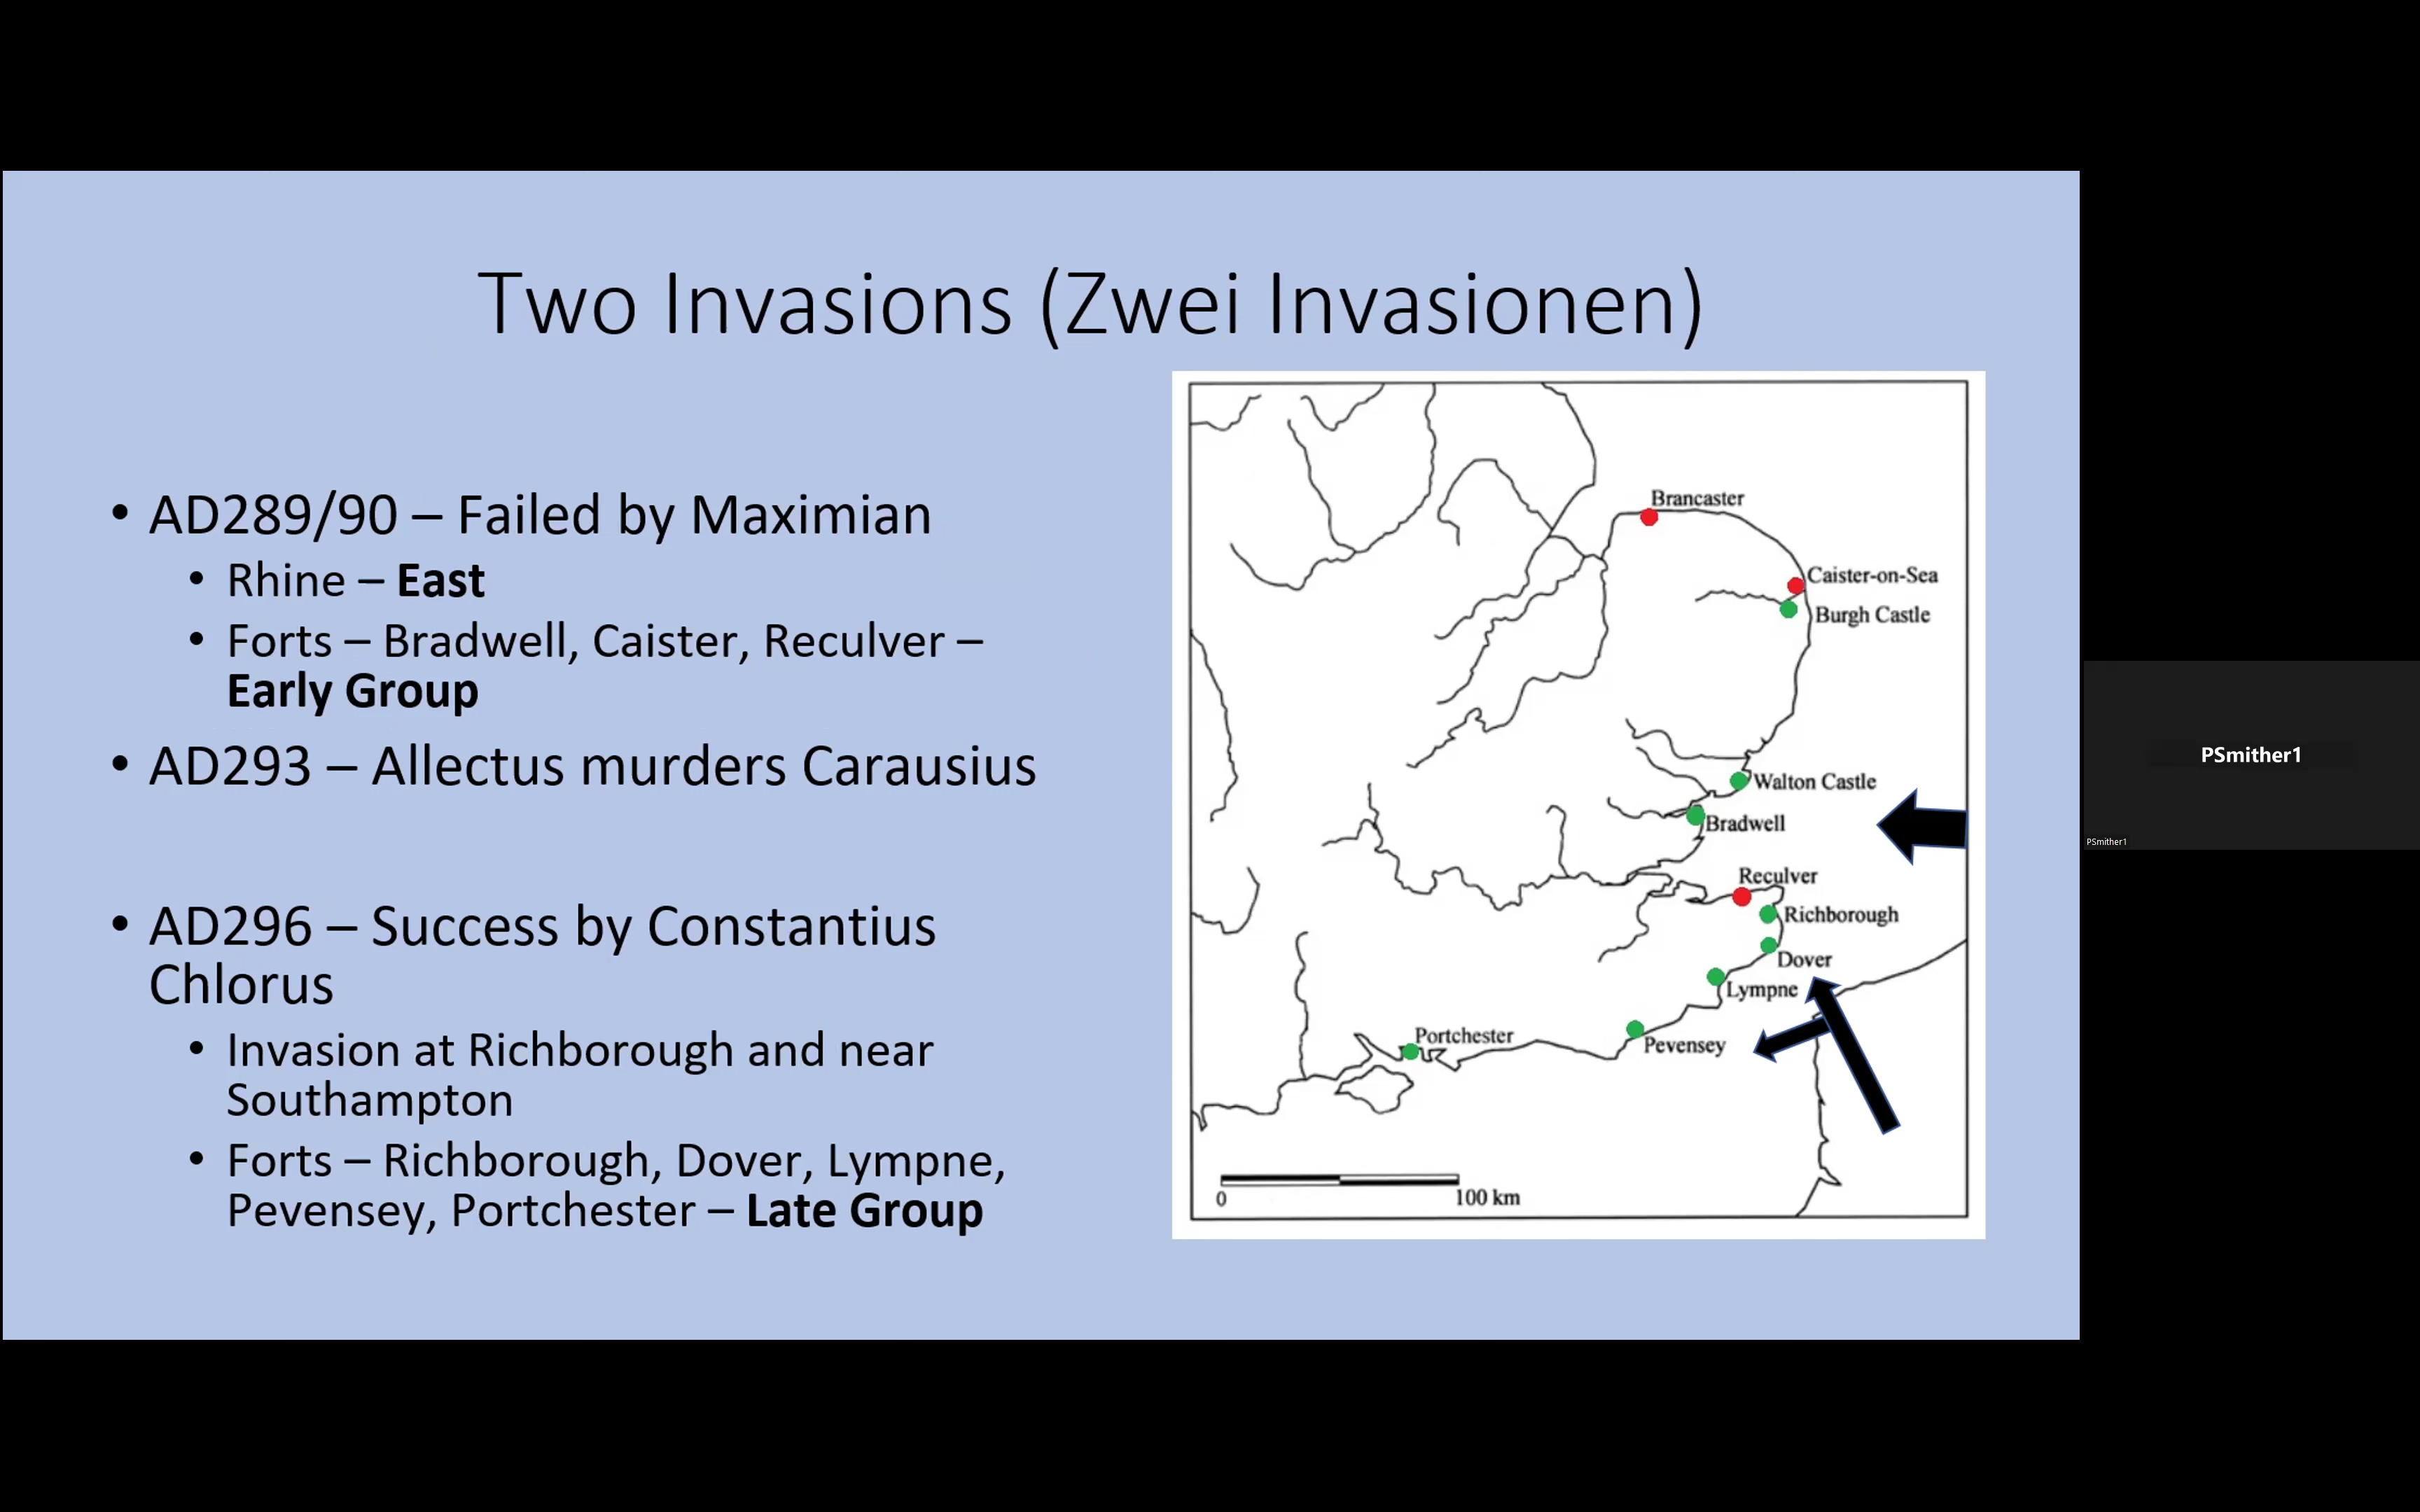 Two Invasions (Zwei Invasionen)
• AD289/90 – Failed by Maximian
• Rhine – East
• Forts – Bradwell, Caister, Reculver –
Early Group
• AD293 – Allectus murders Carausius
• AD296 – Success by Constantius
Chlorus
• Invasion at Richborough and near
Southampton
• Forts – Richborough, Dover, Lympne,
Pevensey, Portchester – Late Group
Brancaster
Caister-on-Sea
Burgh Castle
Walton Castle
Bradwell
Reculver
Richborough
Dover
Lympne
Portchester
Pevensey
0
100 km
PSmither1
PSmither1